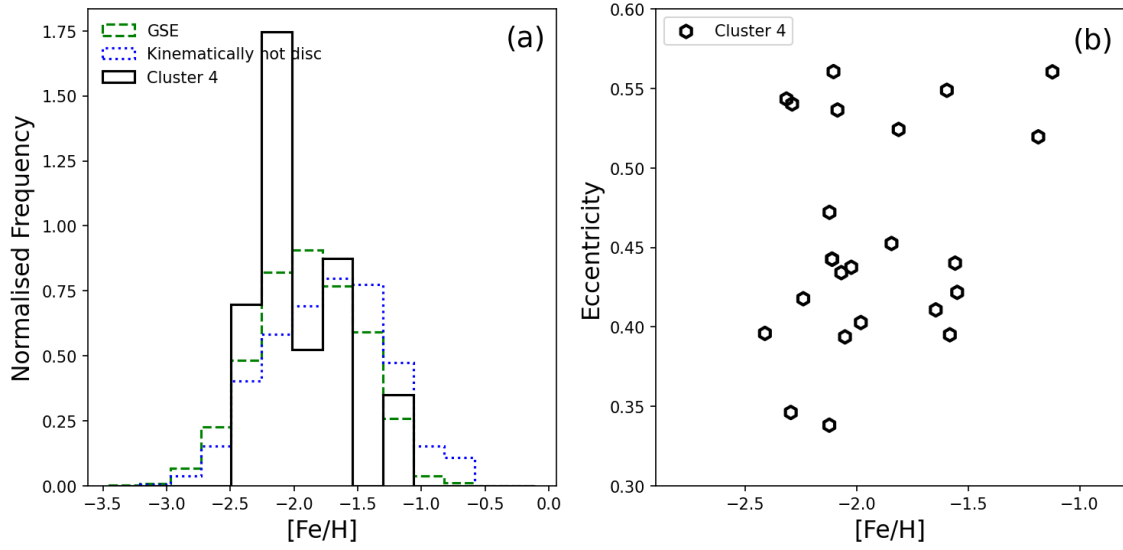 (a)
GSE
Kinematically not disc
Cluster 4
Normalised Frequency
1.75
1.50
1.25
1.00
0.75
0.50
0.25
0.00
−3.5 −3.0 −2.5 −2.0 −1.5 −1.0 −0.5 0.0
[Fe/H]
(b)
Cluster 4
Eccentricity
0.60
0.55
0.50
0.45
0.40
0.35
0.30
−2.5 −2.0 −1.5 −1.0
[Fe/H]